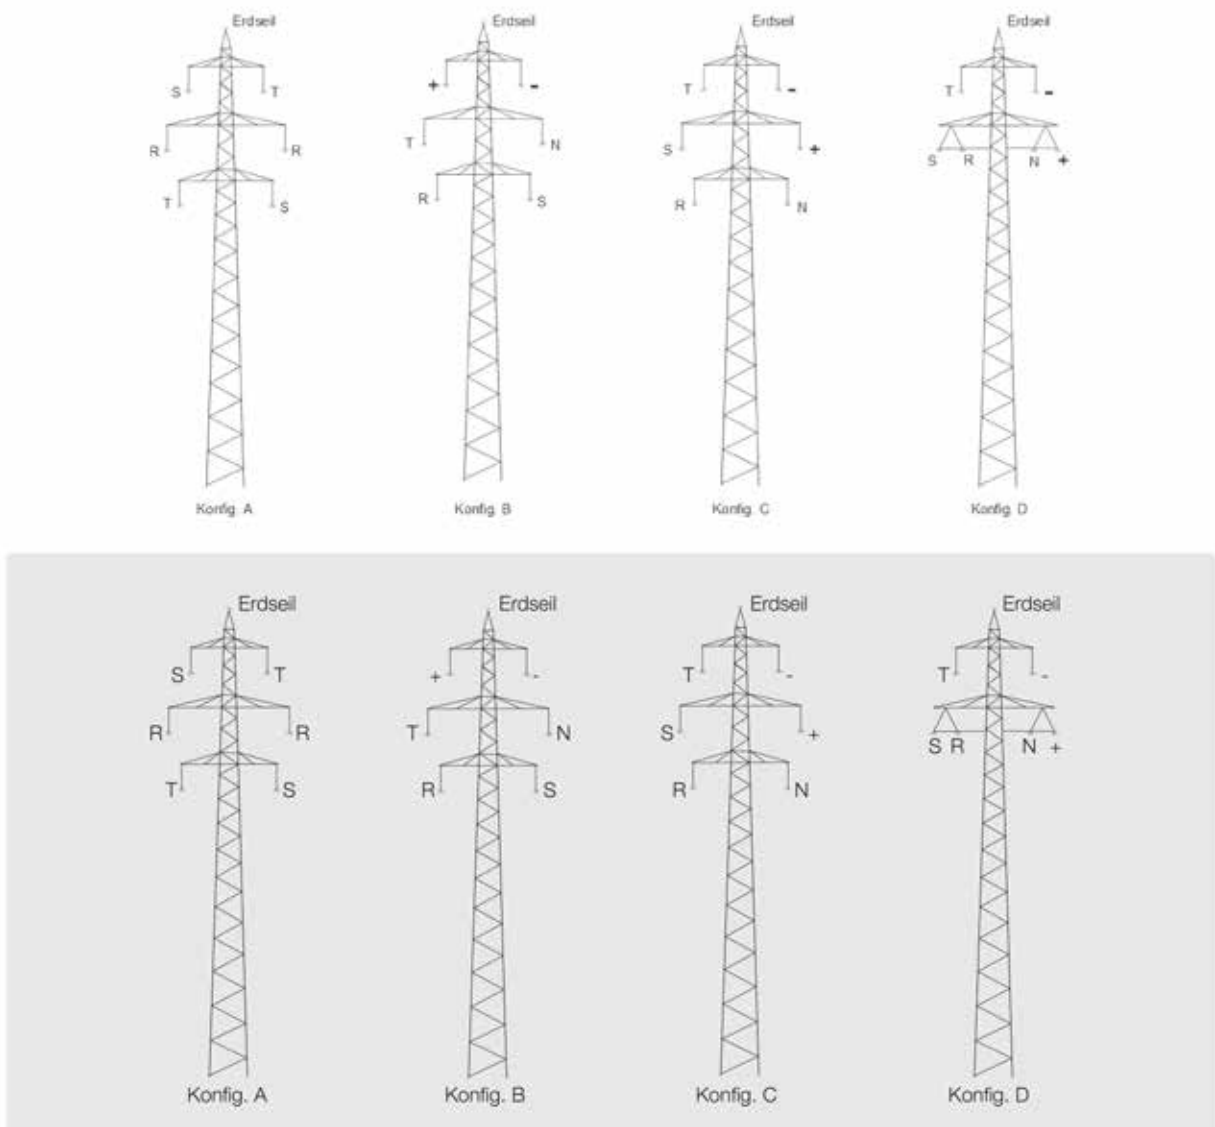 Erdseil Erdseil Erdseil Erdseil
S T + - T - T -
R R T N S + S R N +
T S R S R N
Konfig. A Konfig. B Konfig. C Konfig. D
Erdseil Erdseil Erdseil Erdseil
S T + - T - T -
R R T N S + S R N +
T S R S R N
Konfig. A Konfig. B Konfig. C Konfig. D